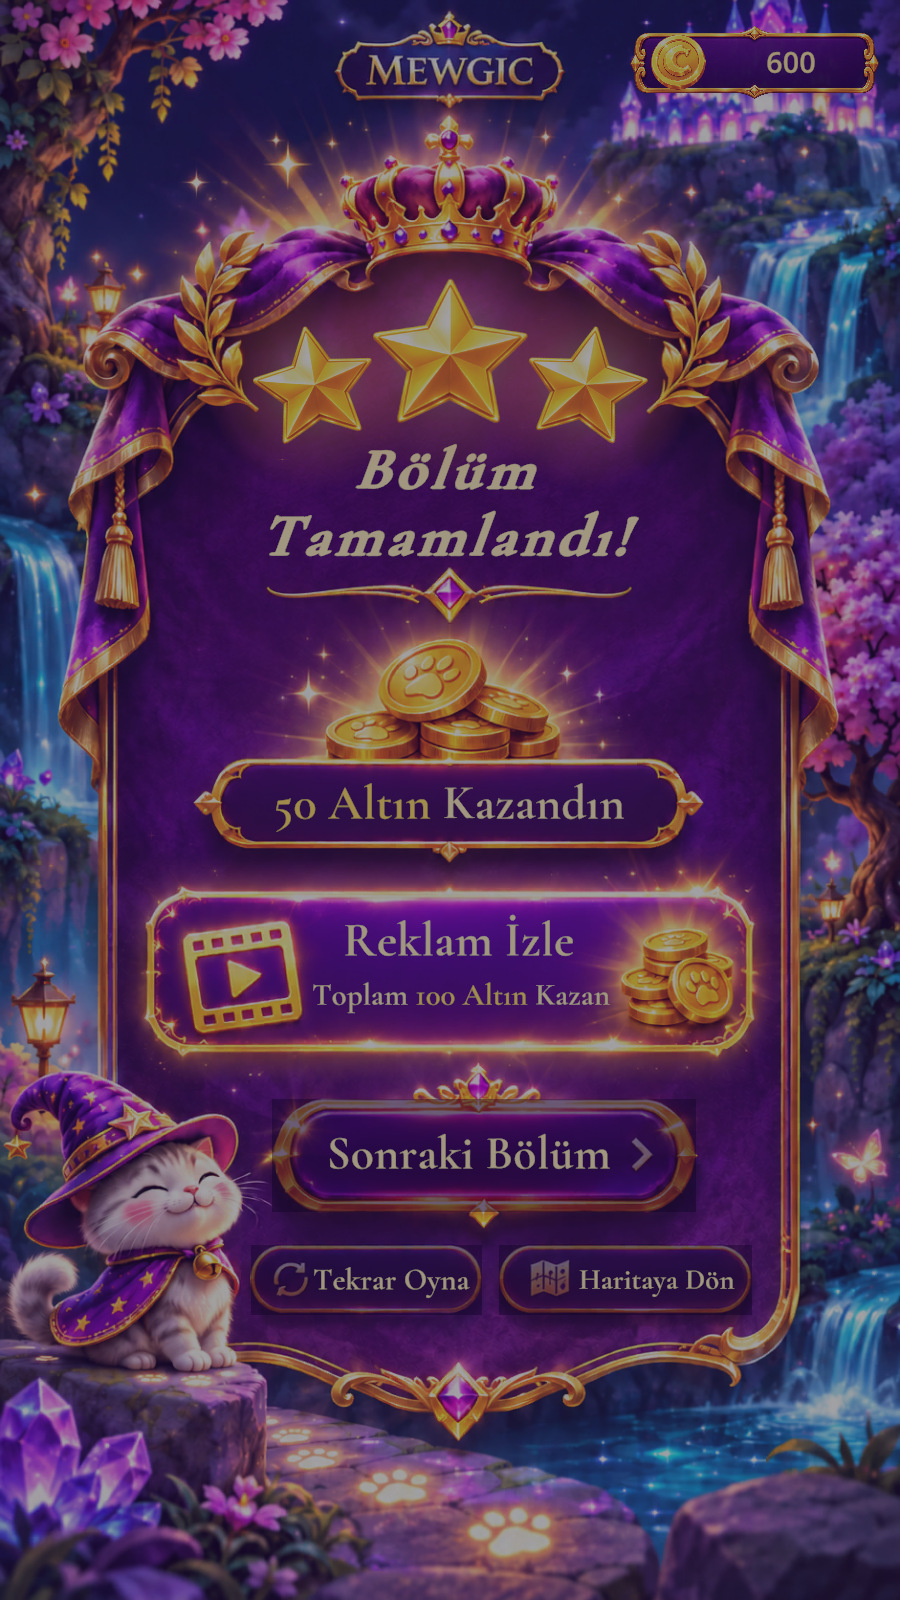 MEWGIC
600
Bölüm
Tamamlandı!
50 Altın Kazandın
Reklam İzle
Toplam 100 Altın Kazan
Sonraki Bölüm
Tekrar Oyna
Haritaya Dön